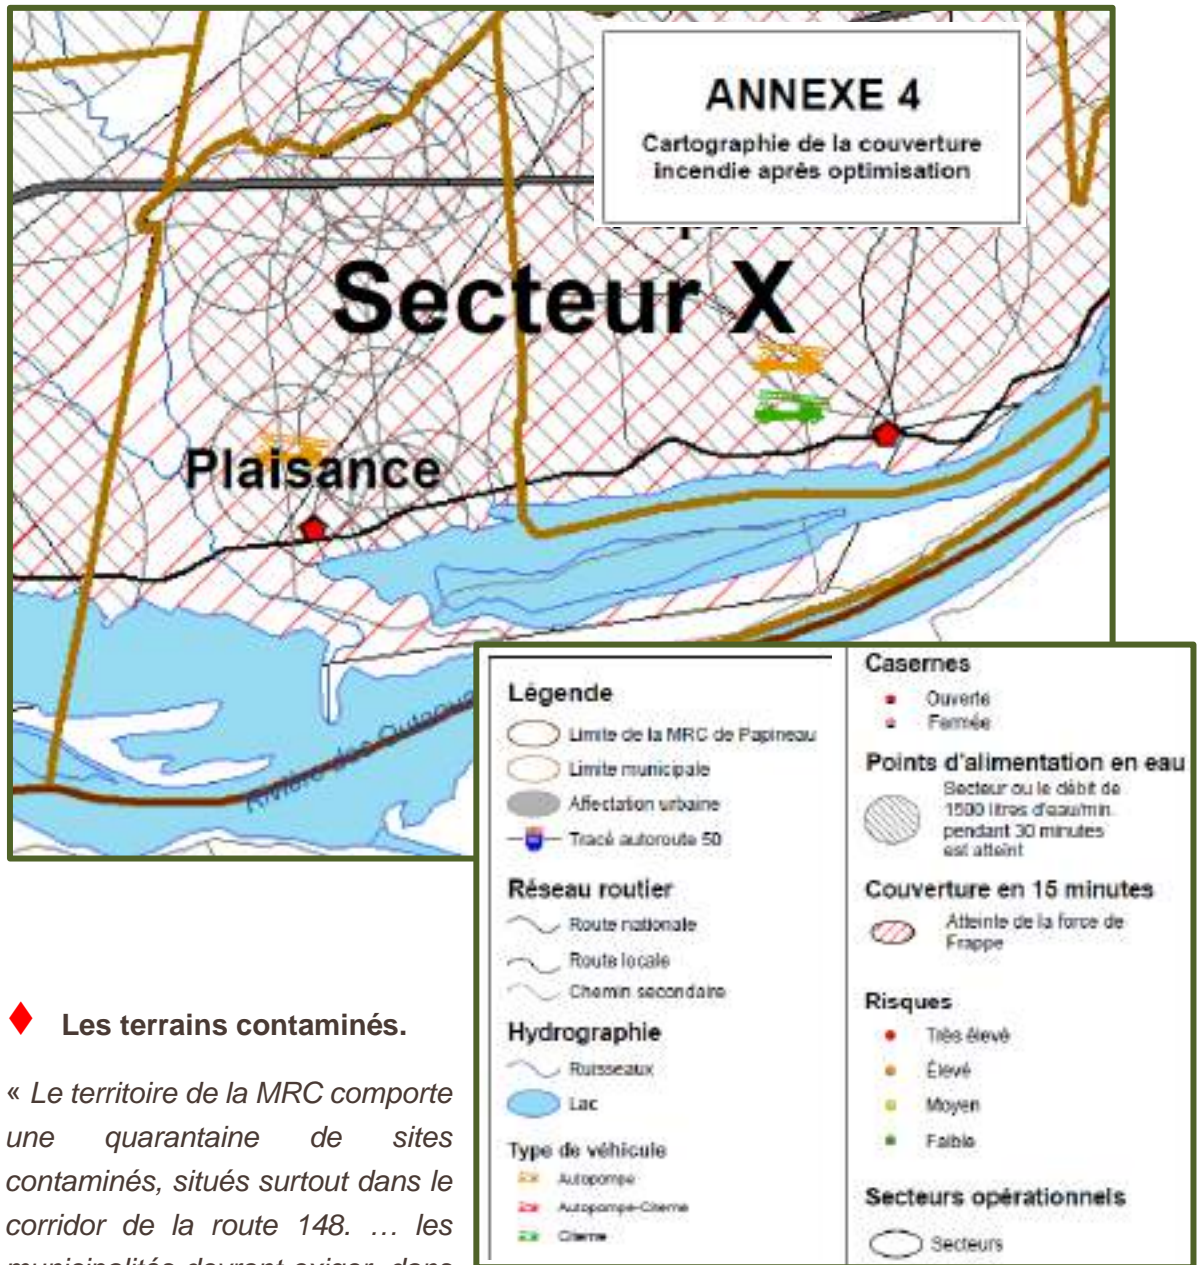 ANNEXE 4
Cartographie de la couverture
incendie après optimisation
Secteur X
Plaisance
Rivière des Outaouais
Légende
Limite de la MRC de Papineau
Limite municipale
Affectation urbaine
Tracé autoroute 50
Réseau routier
Route nationale
Route locale
Chemin secondaire
Hydrographie
Ruisseaux
Lac
Type de véhicule
Autopompe
Autopompe-Citerne
Citerne
Casernes
Ouverte
Fermée
Points d'alimentation en eau
Secteur ou le débit de
1500 litres d'eau/min.
pendant 30 minutes
est atteint
Couverture en 15 minutes
Atteinte de la force de
Frappe
Risques
Très élevé
Élevé
Moyen
Faible
Secteurs opérationnels
Secteurs
Les terrains contaminés.
« Le territoire de la MRC comporte
une quarantaine de sites
contaminés, situés surtout dans le
corridor de la route 148. … les
municipalités devront exiger, dans